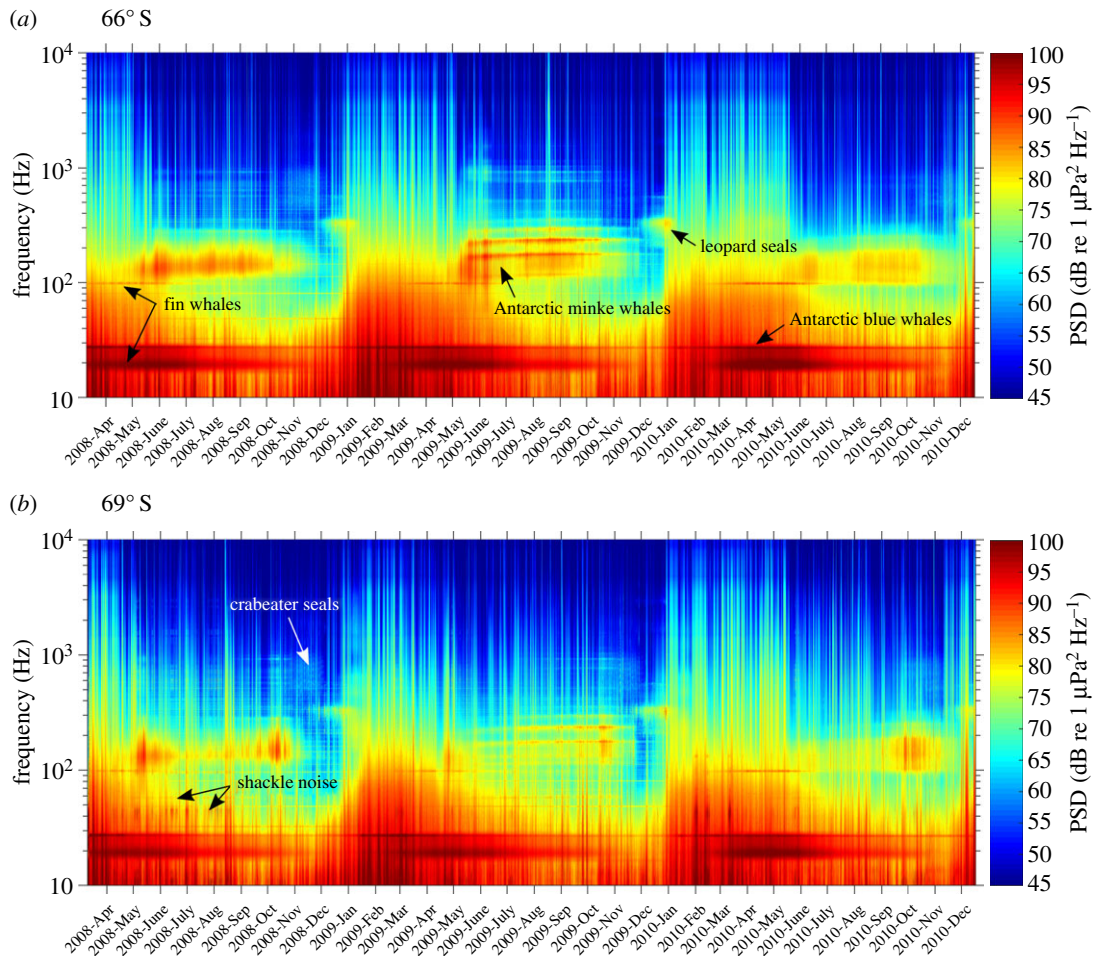 (a) 66° S
10⁴
10³
10²
10
frequency (Hz)
fin whales
Antarctic minke whales
leopard seals
Antarctic blue whales
100
95
90
85
80
75
70
65
60
55
50
45
PSD (dB re 1 µPa² Hz⁻¹)
2008-Apr
2008-May
2008-June
2008-July
2008-Aug
2008-Sep
2008-Oct
2008-Nov
2008-Dec
2009-Jan
2009-Feb
2009-Mar
2009-Apr
2009-May
2009-June
2009-July
2009-Aug
2009-Sep
2009-Oct
2009-Nov
2009-Dec
2010-Jan
2010-Feb
2010-Mar
2010-Apr
2010-May
2010-June
2010-July
2010-Aug
2010-Sep
2010-Oct
2010-Nov
2010-Dec
(b) 69° S
10⁴
10³
10²
10
frequency (Hz)
crabeater seals
shackle noise
100
95
90
85
80
75
70
65
60
55
50
45
PSD (dB re 1 µPa² Hz⁻¹)
2008-Apr
2008-May
2008-June
2008-July
2008-Aug
2008-Sep
2008-Oct
2008-Nov
2008-Dec
2009-Jan
2009-Feb
2009-Mar
2009-Apr
2009-May
2009-June
2009-July
2009-Aug
2009-Sep
2009-Oct
2009-Nov
2009-Dec
2010-Jan
2010-Feb
2010-Mar
2010-Apr
2010-May
2010-June
2010-July
2010-Aug
2010-Sep
2010-Oct
2010-Nov
2010-Dec